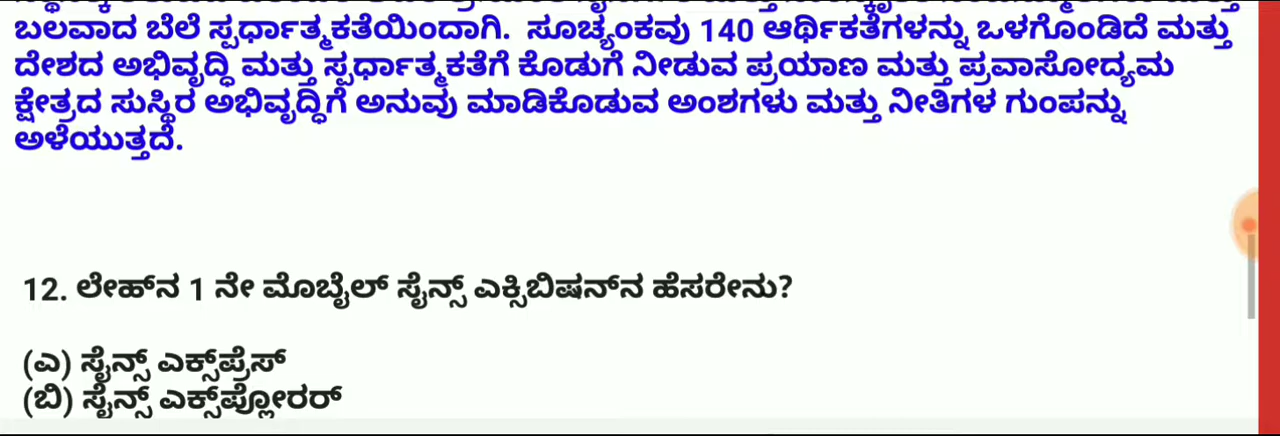 ಬಲವಾದ ಬೆಲೆ ಸ್ಪರ್ಧಾತ್ಮಕತೆಯಿಂದಾಗಿ. ಸೂಚ್ಯಂಕವು 140 ಆರ್ಥಿಕತೆಗಳನ್ನು ಒಳಗೊಂಡಿದೆ ಮತ್ತು
ದೇಶದ ಅಭಿವೃದ್ಧಿ ಮತ್ತು ಸ್ಪರ್ಧಾತ್ಮಕತೆಗೆ ಕೊಡುಗೆ ನೀಡುವ ಪ್ರಯಾಣ ಮತ್ತು ಪ್ರವಾಸೋದ್ಯಮ
ಕ್ಷೇತ್ರದ ಸುಸ್ಥಿರ ಅಭಿವೃದ್ಧಿಗೆ ಅನುವು ಮಾಡಿಕೊಡುವ ಅಂಶಗಳು ಮತ್ತು ನೀತಿಗಳ ಗುಂಪನ್ನು
ಅಳೆಯುತ್ತದೆ.
12. ಲೇಹ್‌ನ 1 ನೇ ಮೊಬೈಲ್ ಸೈನ್ಸ್ ಎಕ್ಸಿಬಿಷನ್‌ನ ಹೆಸರೇನು?
(ಎ) ಸೈನ್ಸ್ ಎಕ್ಸ್‌ಪ್ರೆಸ್
(ಬಿ) ಸೈನ್ಸ್ ಎಕ್ಸ್‌ಪ್ಲೋರರ್